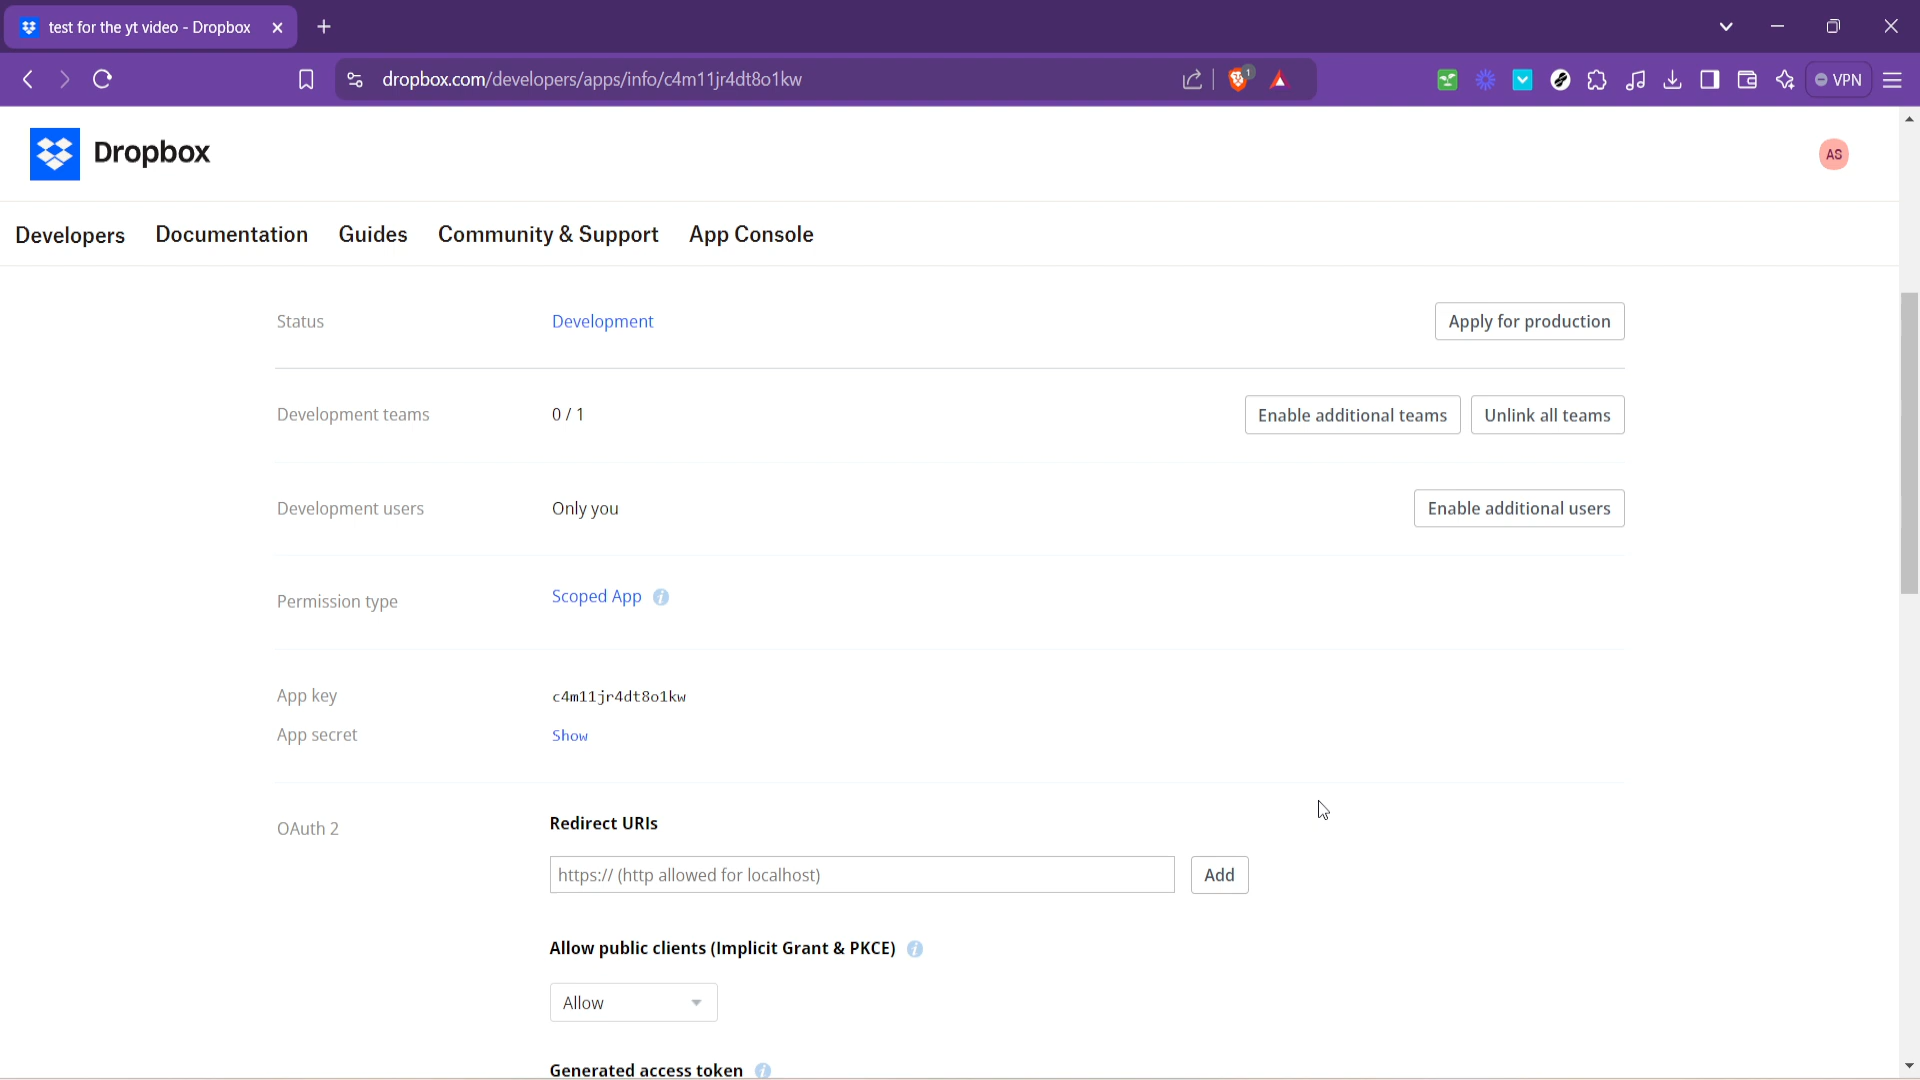 test for the yt video - Dropbox
dropbox.com/developers/apps/info/c4m11jr4dt8o1kw
1
VPN
Dropbox
AS
Developers
Documentation
Guides
Community & Support
App Console
Status
Development
Apply for production
Development teams
0 / 1
Enable additional teams
Unlink all teams
Development users
Only you
Enable additional users
Permission type
Scoped App
App key
c4m11jr4dt8o1kw
App secret
Show
OAuth 2
Redirect URIs
https:// (http allowed for localhost)
Add
Allow public clients (Implicit Grant & PKCE)
Allow
Generated access token